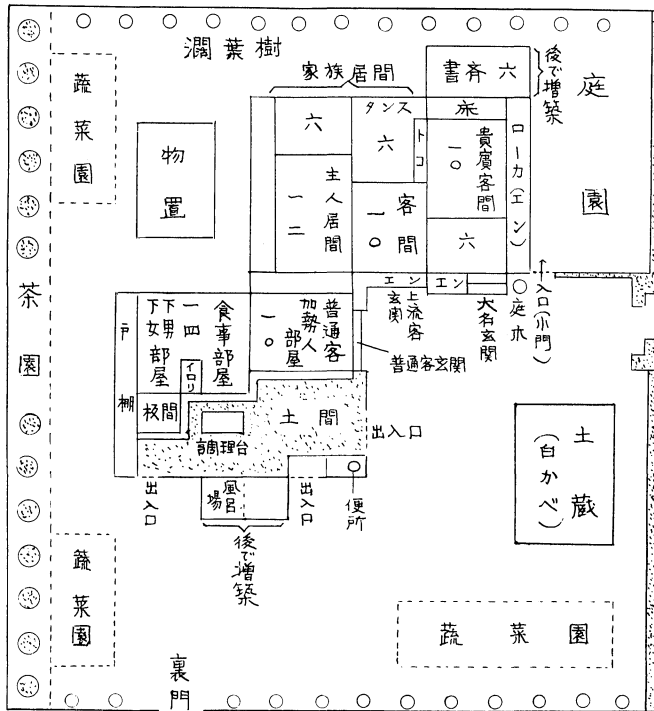 濶葉樹
蔬菜園
物置
家族居間
六
タンス
六
トコ
書斉 六
後で増築
庭園
床
貴賓客間
一〇
ローカ(エン)
主人居間
一二
客間
一〇
六
茶園
エン
上流客
玄関
エン
大名玄関
庭木
入口(小門)
戸棚
下男部屋
下女
一四
食事部屋
イロリ
普通客
加勢人
部屋
一〇
普通客玄関
板間
調理台
土間
出入口
土蔵
(白かべ)
出入口
風呂場
出入口
便所
後で増築
蔬菜園
蔬菜園
裏門